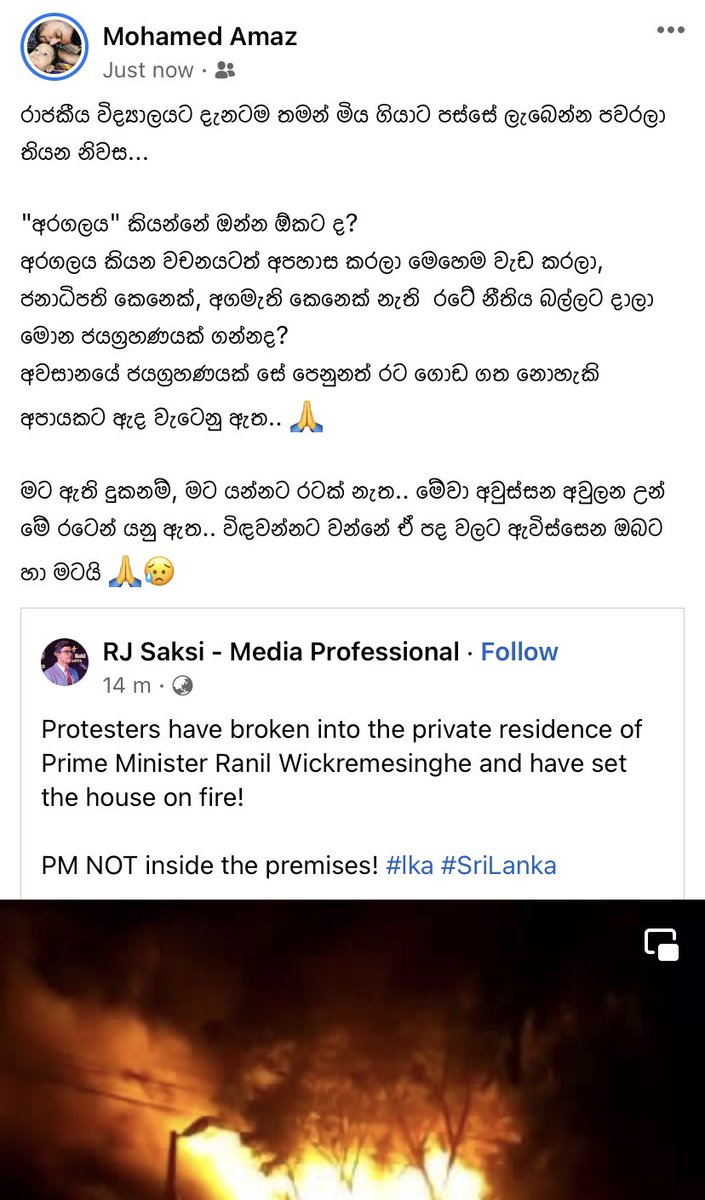 Mohamed Amaz
Just now ·
රාජකීය විද්‍යාලයට දැනටම තමන් මිය ගියාට පස්සේ ලැබෙන්න පවරලා
තියන නිවස...
"අරගලය" කියන්නේ ඔන්න ඕකට ද?
අරගලය කියන වචනයටත් අපහාස කරලා මෙහෙම වැඩ කරලා,
ජනාධිපති කෙනෙක්, අගමැති කෙනෙක් නැති රටේ නීතිය බල්ලට දාලා
මොන ජයග්‍රහණයක් ගන්නද?
අවසානයේ ජයග්‍රහණයක් සේ පෙනුනත් රට ගොඩ ගත නොහැකි
අපායකට ඇද වැටෙනු ඇත.. 🙏
මට ඇති දුකනම්, මට යන්නට රටක් නැත.. මේවා අවුස්සන අවුලන උන්
මේ රටෙන් යනු ඇත.. විඳවන්නට වන්නේ ඒ පද වලට ඇවිස්සෙන ඔබට
හා මටයි 🙏😥
RJ Saksi - Media Professional · Follow
14 m ·
Protesters have broken into the private residence of
Prime Minister Ranil Wickremesinghe and have set
the house on fire!
PM NOT inside the premises! #lka #SriLanka